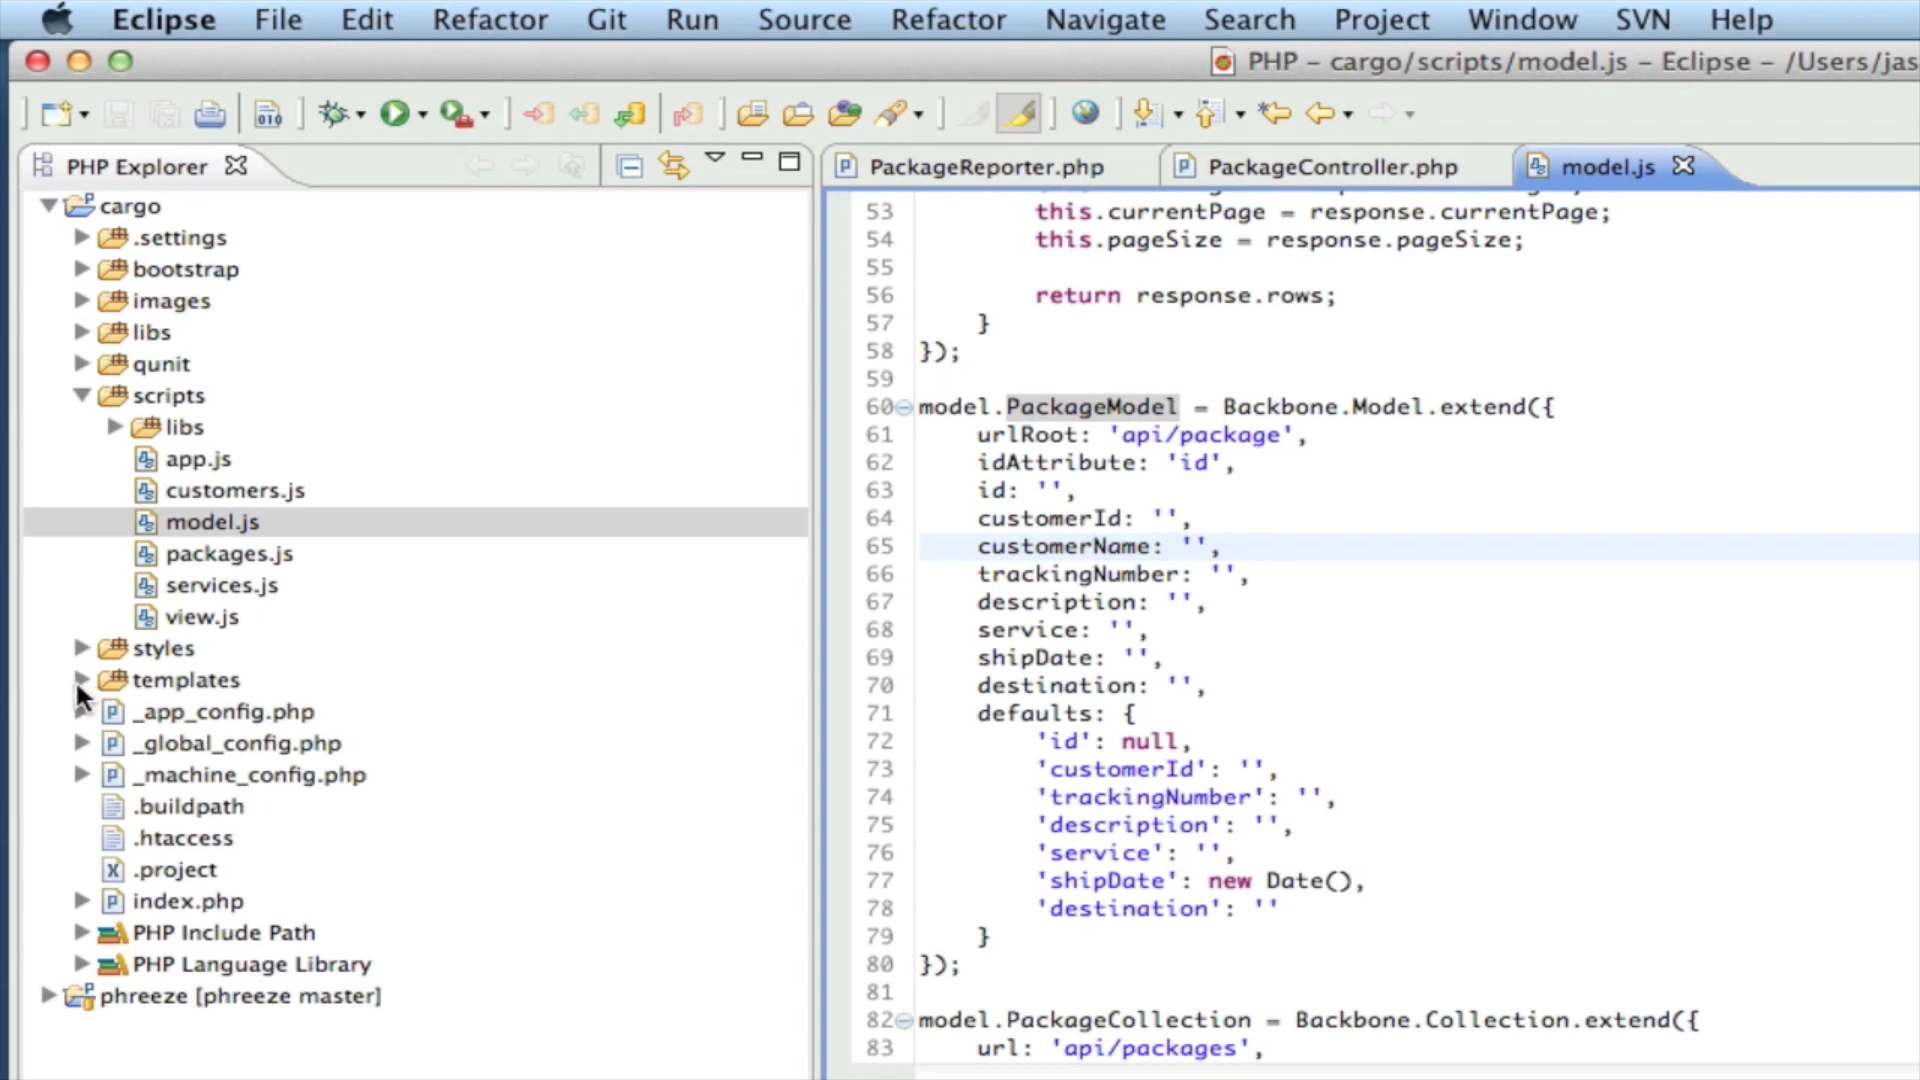 Eclipse File Edit Refactor Git Run Source Refactor Navigate Search Project Window SVN Help
PHP – cargo/scripts/model.js – Eclipse – /Users/jas
PHP Explorer
PackageReporter.php PackageController.php model.js
cargo
.settings
bootstrap
images
libs
qunit
scripts
libs
app.js
customers.js
model.js
packages.js
services.js
view.js
styles
templates
_app_config.php
_global_config.php
_machine_config.php
.buildpath
.htaccess
.project
index.php
PHP Include Path
PHP Language Library
phreeze [phreeze master]
53 this.currentPage = response.currentPage;
54 this.pageSize = response.pageSize;
55
56 return response.rows;
57 }
58 });
59
60 model.PackageModel = Backbone.Model.extend({
61 urlRoot: 'api/package',
62 idAttribute: 'id',
63 id: '',
64 customerId: '',
65 customerName: '',
66 trackingNumber: '',
67 description: '',
68 service: '',
69 shipDate: '',
70 destination: '',
71 defaults: {
72 'id': null,
73 'customerId': '',
74 'trackingNumber': '',
75 'description': '',
76 'service': '',
77 'shipDate': new Date(),
78 'destination': ''
79 }
80 });
81
82 model.PackageCollection = Backbone.Collection.extend({
83 url: 'api/packages',